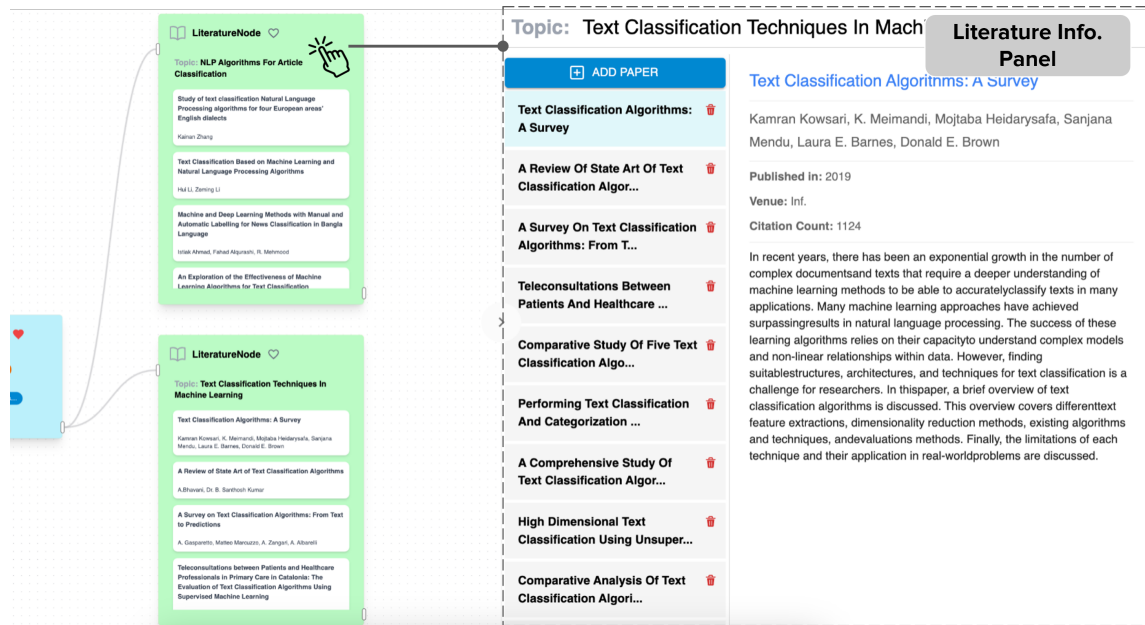 LiteratureNode
Topic: NLP Algorithms For Article
Classification
Study of text classification Natural Language
Processing algorithms for four European areas'
English dialects
Kainan Zhang
Text Classification Based on Machine Learning and
Natural Language Processing Algorithms
Hui Li, Zeming Li
Machine and Deep Learning Methods with Manual and
Automatic Labelling for News Classification in Bangla
Language
Istiak Ahmad, Fahad Alqurashi, R. Mehmood
An Exploration of the Effectiveness of Machine
Learning Algorithms for Text Classification
LiteratureNode
Topic: Text Classification Techniques In
Machine Learning
Text Classification Algorithms: A Survey
Kamran Kowsari, K. Meimandi, Mojtaba Heidarysafa, Sanjana
Mendu, Laura E. Barnes, Donald E. Brown
A Review of State Art of Text Classification Algorithms
A.Bhavani, Dr. B. Santhosh Kumar
A Survey on Text Classification Algorithms: From Text
to Predictions
A. Gasparetto, Matteo Marcuzzo, A. Zangari, A. Albarelli
Teleconsultations between Patients and Healthcare
Professionals in Primary Care in Catalonia: The
Evaluation of Text Classification Algorithms Using
Supervised Machine Learning
Topic: Text Classification Techniques In Mach
Literature Info.
Panel
ADD PAPER
Text Classification Algorithms:
A Survey
A Review Of State Art Of Text
Classification Algor...
A Survey On Text Classification
Algorithms: From T...
Teleconsultations Between
Patients And Healthcare ...
Comparative Study Of Five Text
Classification Algo...
Performing Text Classification
And Categorization ...
A Comprehensive Study Of
Text Classification Algor...
High Dimensional Text
Classification Using Unsuper...
Comparative Analysis Of Text
Classification Algori...
Text Classification Algorithms: A Survey
Kamran Kowsari, K. Meimandi, Mojtaba Heidarysafa, Sanjana
Mendu, Laura E. Barnes, Donald E. Brown
Published in: 2019
Venue: Inf.
Citation Count: 1124
In recent years, there has been an exponential growth in the number of
complex documentsand texts that require a deeper understanding of
machine learning methods to be able to accuratelyclassify texts in many
applications. Many machine learning approaches have achieved
surpassingresults in natural language processing. The success of these
learning algorithms relies on their capacityto understand complex models
and non-linear relationships within data. However, finding
suitablestructures, architectures, and techniques for text classification is a
challenge for researchers. In thispaper, a brief overview of text
classification algorithms is discussed. This overview covers differenttext
feature extractions, dimensionality reduction methods, existing algorithms
and techniques, andevaluations methods. Finally, the limitations of each
technique and their application in real-worldproblems are discussed.